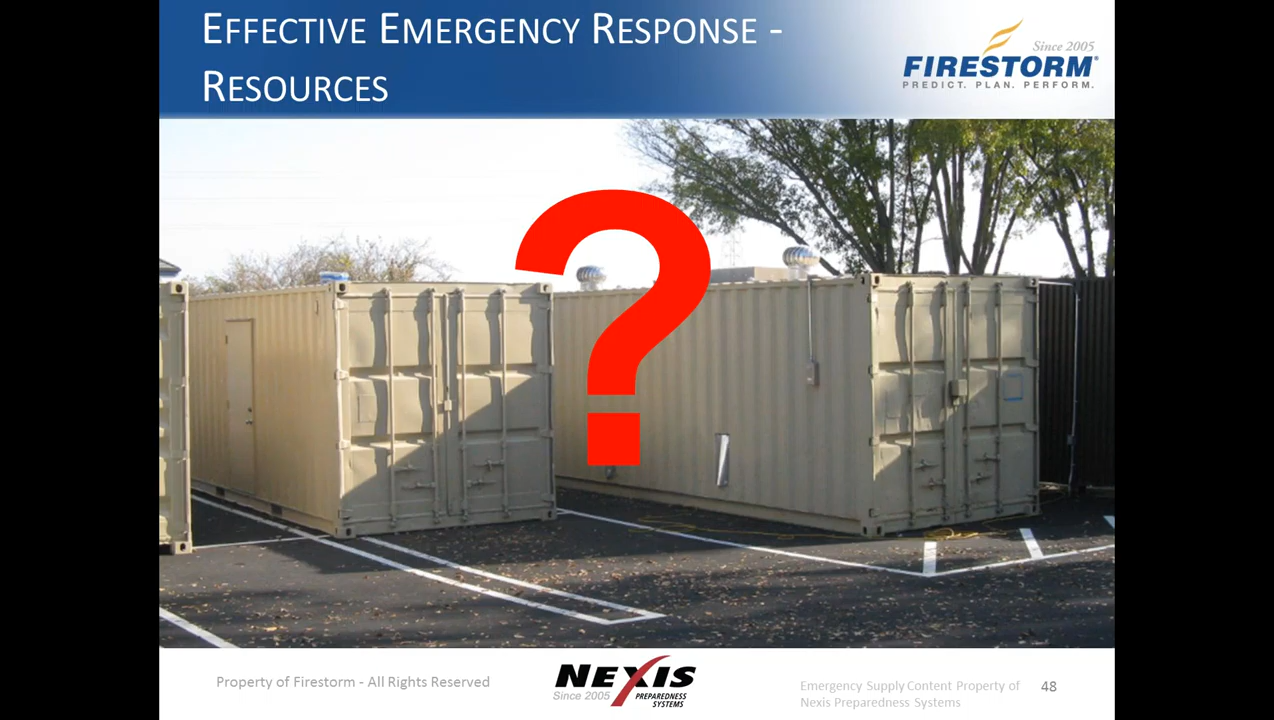 EFFECTIVE EMERGENCY RESPONSE -
RESOURCES
Since 2005
FIRESTORM®
PREDICT. PLAN. PERFORM.
?
Property of Firestorm - All Rights Reserved
NEXIS
Since 2005
PREPAREDNESS
SYSTEMS
Emergency Supply Content Property of
Nexis Preparedness Systems
48